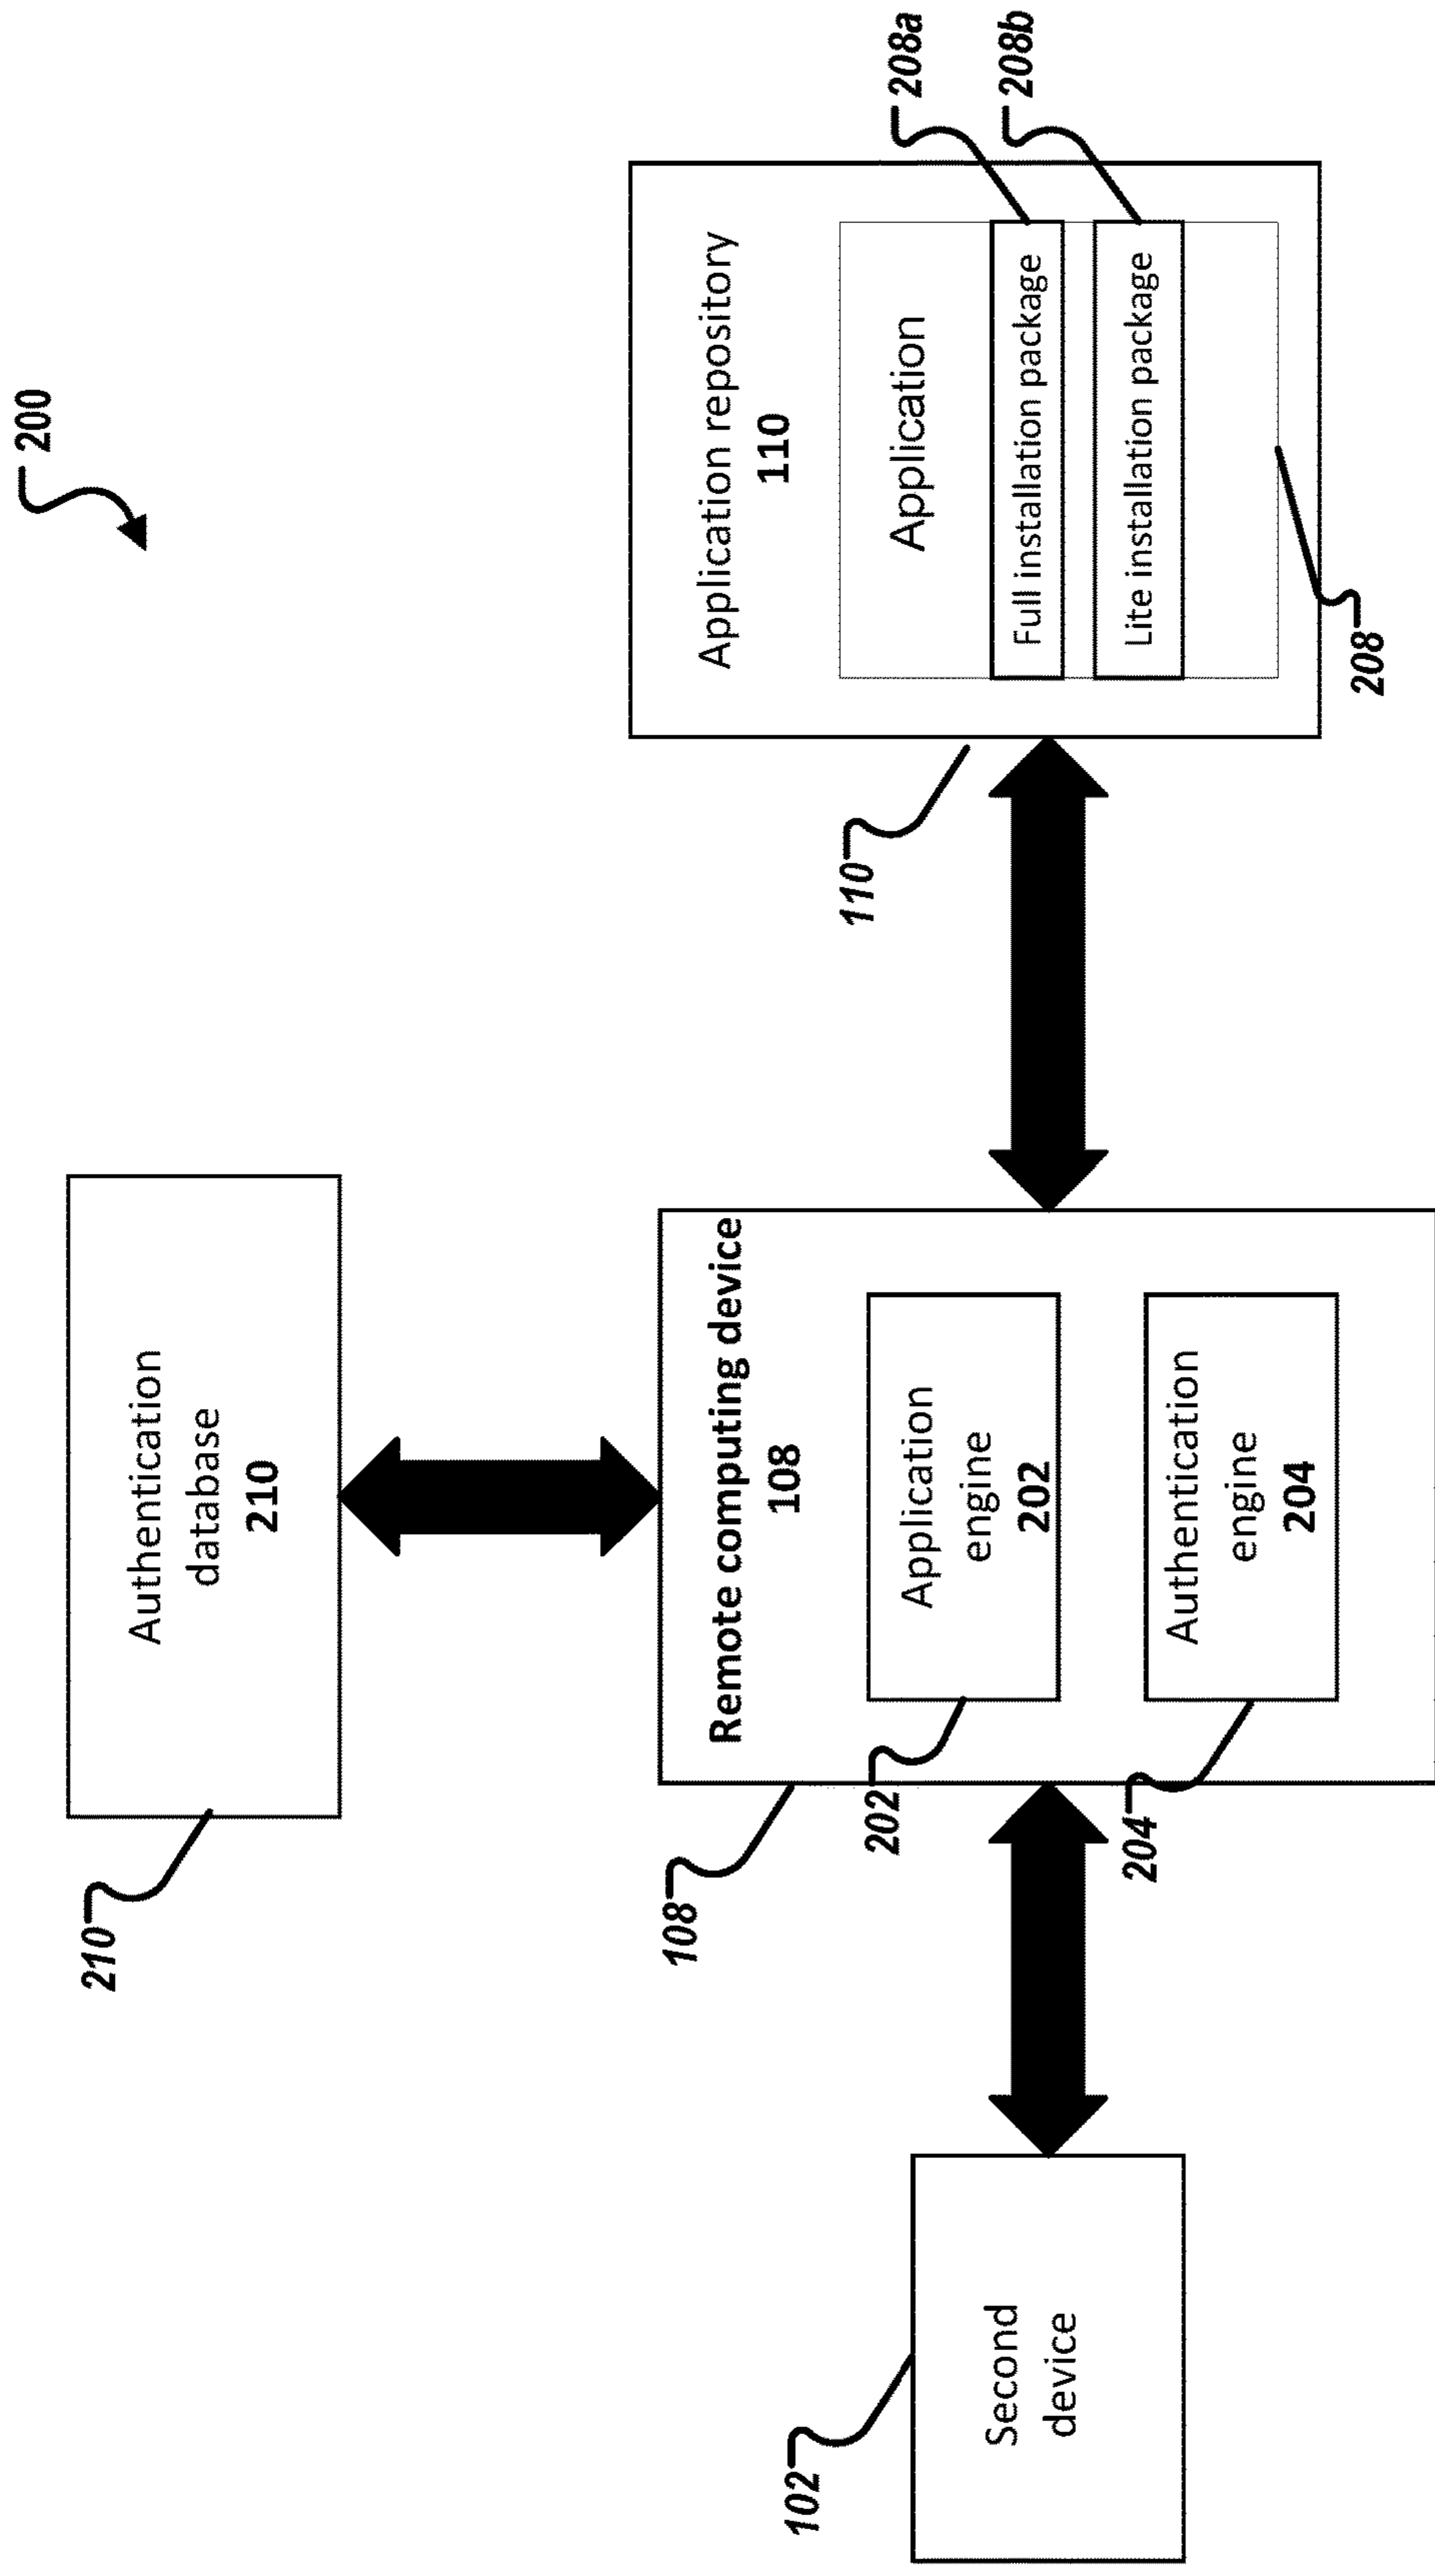 200
Authentication
database
210
210
Application repository
110
Application
Full installation package
Lite installation package
208a
208b
208
110
Remote computing device
108
Application
engine
202
Authentication
engine
204
108
202
204
Second
device
102